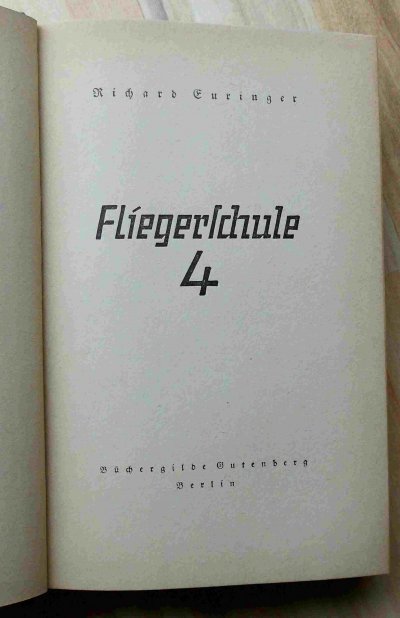 Richard Euringer
Fliegerſchule
4
Büchergilde Gutenberg
Berlin